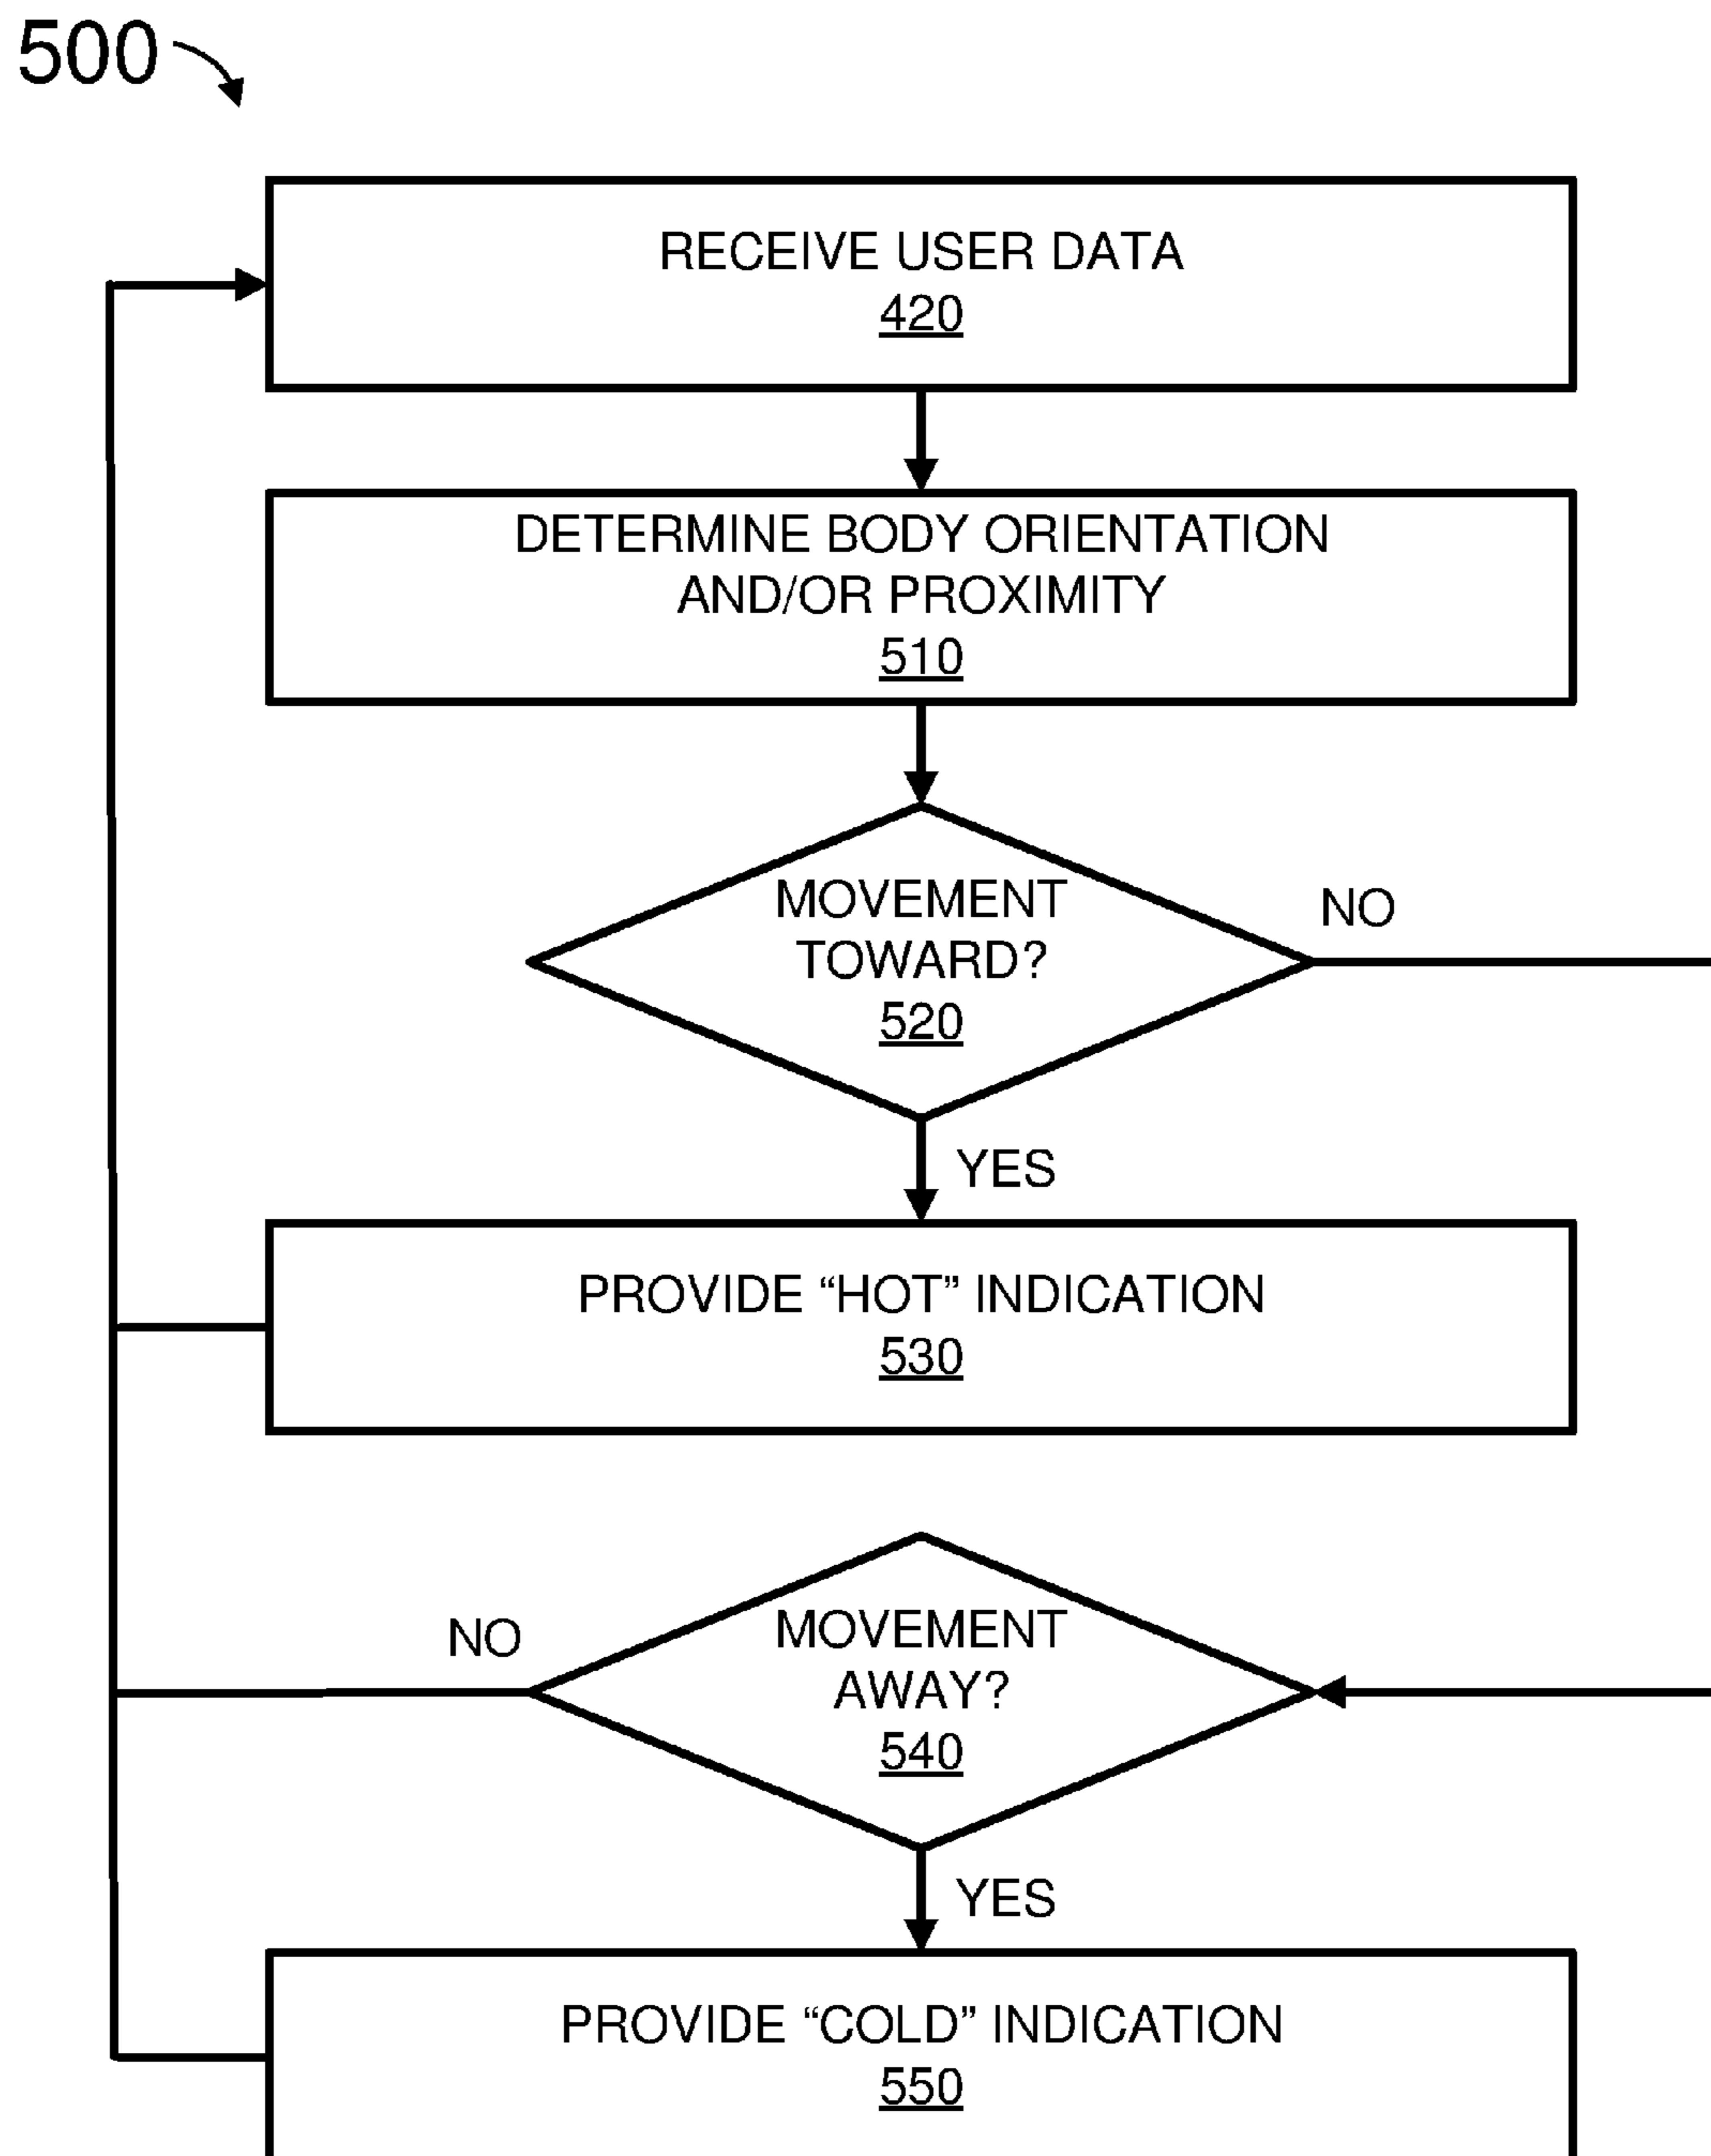 500
RECEIVE USER DATA
420
DETERMINE BODY ORIENTATION
AND/OR PROXIMITY
510
MOVEMENT
TOWARD?
520
NO
YES
PROVIDE “HOT” INDICATION
530
NO
MOVEMENT
AWAY?
540
YES
PROVIDE “COLD” INDICATION
550